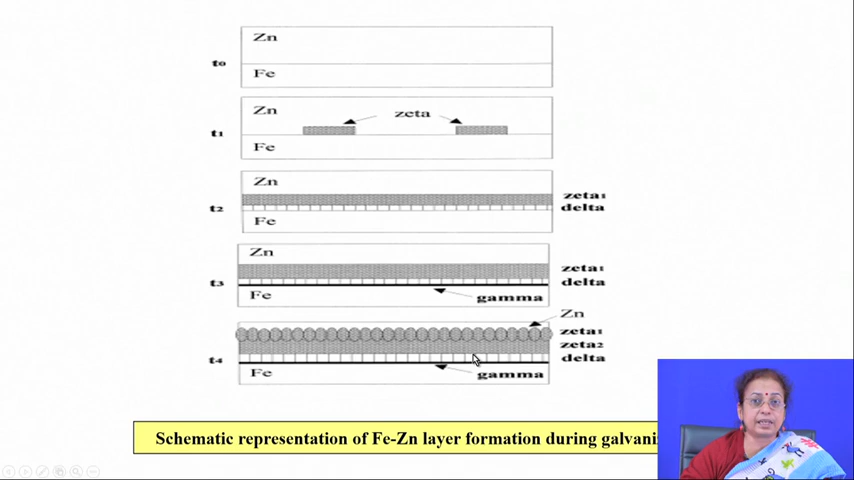 Zn
t0
Fe
Zn
zeta
t1
Fe
Zn
zeta1
t2
delta
Fe
Zn
zeta1
t3
delta
Fe
gamma
Zn
zeta1
zeta2
t4
delta
Fe
gamma
Schematic representation of Fe-Zn layer formation during galvani